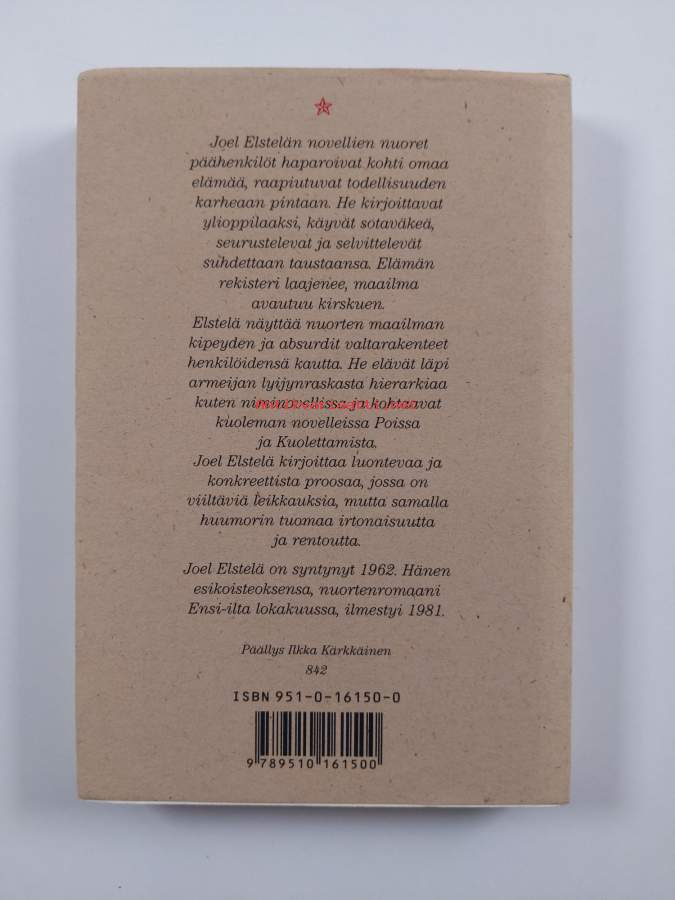 Joel Elstelän novellien nuoret
päähenkilöt haparoivat kohti omaa
elämää, raapiutuvat todellisuuden
karheaan pintaan. He kirjoittavat
ylioppilaaksi, käyvät sotaväkeä,
seurustelevat ja selvittelevät
suhdettaan taustaansa. Elämän
rekisteri laajenee, maailma
avautuu kirskuen.
Elstelä näyttää nuorten maailman
kipeyden ja absurdit valtarakenteet
henkilöidensä kautta. He elävät läpi
armeijan lyijynraskasta hierarkiaa
kuten niminovellissa ja kohtaavat
kuoleman novelleissa Poissa
ja Kuolettamista.
Joel Elstelä kirjoittaa luontevaa ja
konkreettista proosaa, jossa on
viiltäviä leikkauksia, mutta samalla
huumorin tuomaa irtonaisuutta
ja rentoutta.
Joel Elstelä on syntynyt 1962. Hänen
esikoisteoksensa, nuortenromaani
Ensi-ilta lokakuussa, ilmestyi 1981.
Päällys Ilkka Kärkkäinen
842
ISBN 951-0-16150-0
9 789510 161500